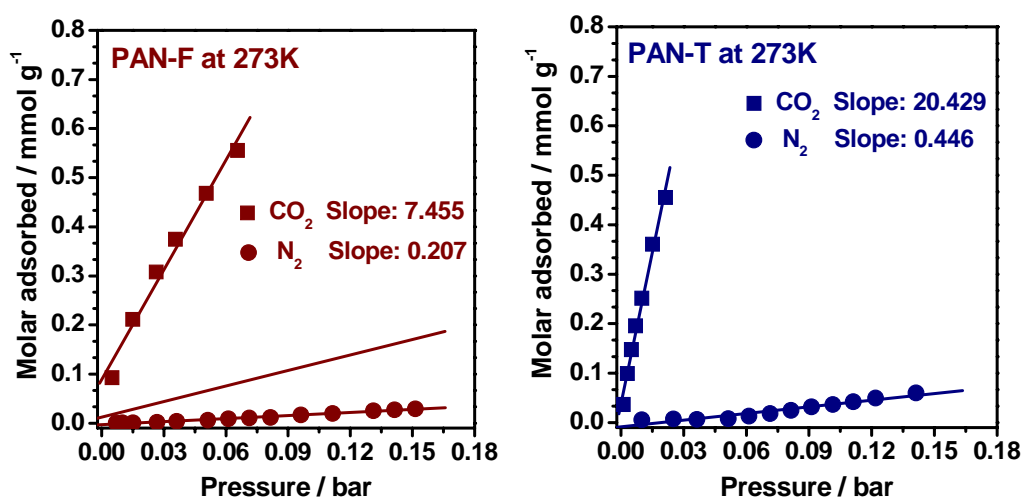 PAN-F at 273K
CO2 Slope: 7.455
N2 Slope: 0.207
Molar adsorbed / mmol g-1
0.8
0.7
0.6
0.5
0.4
0.3
0.2
0.1
0.0
0.00 0.03 0.06 0.09 0.12 0.15 0.18
Pressure / bar
PAN-T at 273K
CO2 Slope: 20.429
N2 Slope: 0.446
Molar adsorbed / mmol g-1
0.8
0.7
0.6
0.5
0.4
0.3
0.2
0.1
0.0
0.00 0.03 0.06 0.09 0.12 0.15 0.18
Pressure / bar